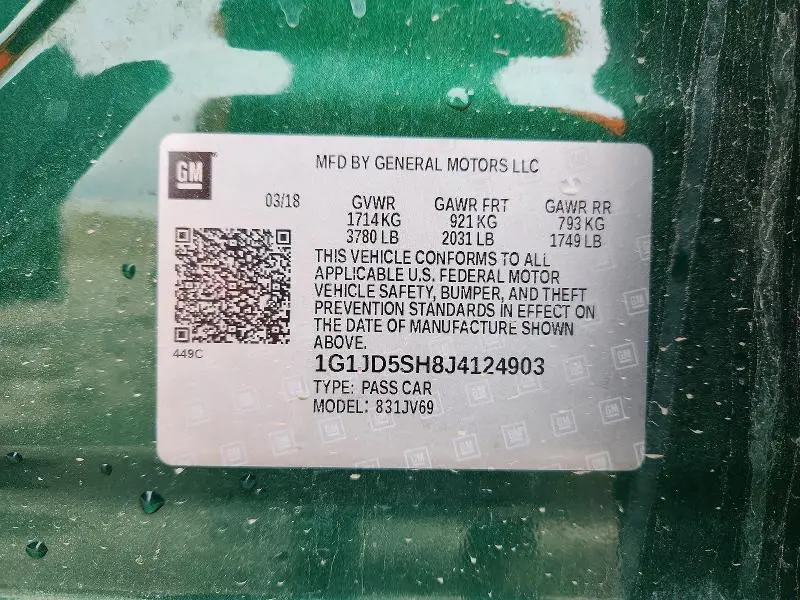 GM
MFD BY GENERAL MOTORS LLC
03/18 GVWR GAWR FRT GAWR RR
1714 KG 921 KG 793 KG
3780 LB 2031 LB 1749 LB
THIS VEHICLE CONFORMS TO ALL
APPLICABLE U.S. FEDERAL MOTOR
VEHICLE SAFETY, BUMPER, AND THEFT
PREVENTION STANDARDS IN EFFECT ON
THE DATE OF MANUFACTURE SHOWN
ABOVE.
449C
1G1JD5SH8J4124903
TYPE: PASS CAR
MODEL: 831JV69